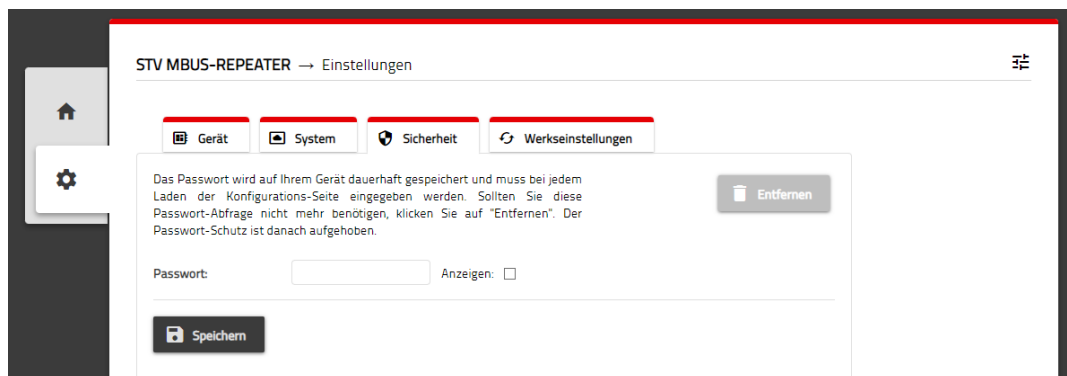 STV MBUS-REPEATER → Einstellungen
Gerät System Sicherheit Werkseinstellungen
Das Passwort wird auf Ihrem Gerät dauerhaft gespeichert und muss bei jedem
Laden der Konfigurations-Seite eingegeben werden. Sollten Sie diese
Passwort-Abfrage nicht mehr benötigen, klicken Sie auf "Entfernen". Der
Passwort-Schutz ist danach aufgehoben.
Entfernen
Passwort: Anzeigen:
Speichern